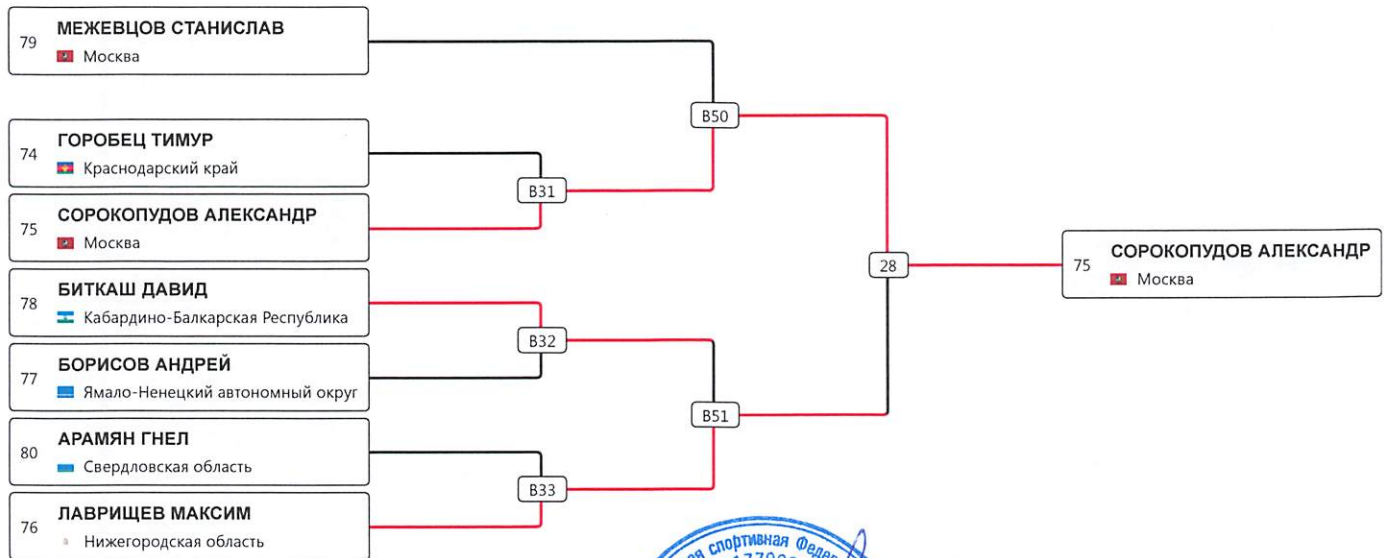 79 МЕЖЕВЦОВ СТАНИСЛАВ
Москва
B50
74 ГОРОБЕЦ ТИМУР
Краснодарский край
B31
75 СОРОКОПУДОВ АЛЕКСАНДР
Москва
28
75 СОРОКОПУДОВ АЛЕКСАНДР
Москва
78 БИТКАШ ДАВИД
Кабардино-Балкарская Республика
B32
77 БОРИСОВ АНДРЕЙ
Ямало-Ненецкий автономный округ
B51
80 АРАМЯН ГНЕЛ
Свердловская область
B33
76 ЛАВРИЩЕВ МАКСИМ
Нижегородская область
спортивная